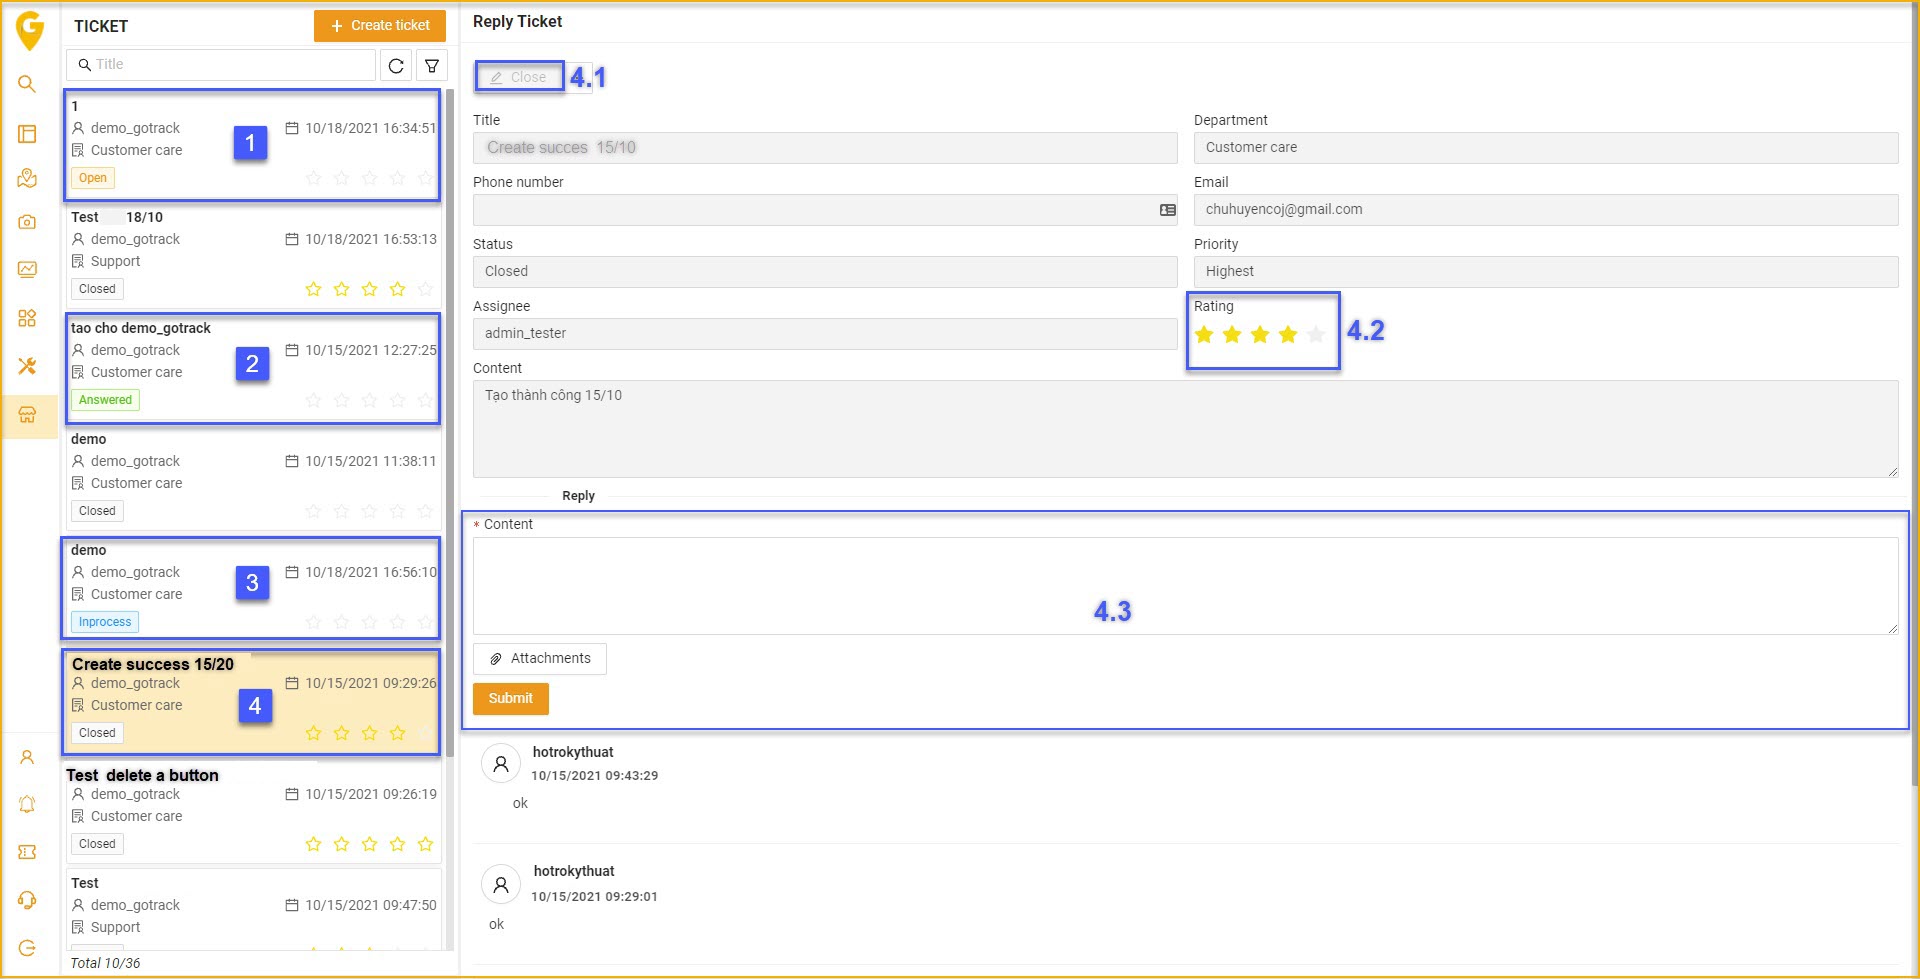 G
TICKET
+ Create ticket
Title
1
demo_gotrack 10/18/2021 16:34:51
Customer care
Open
1
Test 18/10
demo_gotrack 10/18/2021 16:53:13
Support
Closed
tao cho demo_gotrack
demo_gotrack 10/15/2021 12:27:25
Customer care
Answered
2
demo
demo_gotrack 10/15/2021 11:38:11
Customer care
Closed
demo
demo_gotrack 10/18/2021 16:56:10
Customer care
Inprocess
3
Create success 15/20
demo_gotrack 10/15/2021 09:29:26
Customer care
Closed
4
Test delete a button
demo_gotrack 10/15/2021 09:26:19
Customer care
Closed
Test
demo_gotrack 10/15/2021 09:47:50
Support
Total 10/36
Reply Ticket
Close 4.1
Title
Create succes 15/10
Department
Customer care
Phone number
Email
chuhuyencoj@gmail.com
Status
Closed
Priority
Highest
Assignee
admin_tester
Rating
4.2
Content
Tạo thành công 15/10
Reply
* Content
4.3
Attachments
Submit
hotrokythuat
10/15/2021 09:43:29
ok
hotrokythuat
10/15/2021 09:29:01
ok